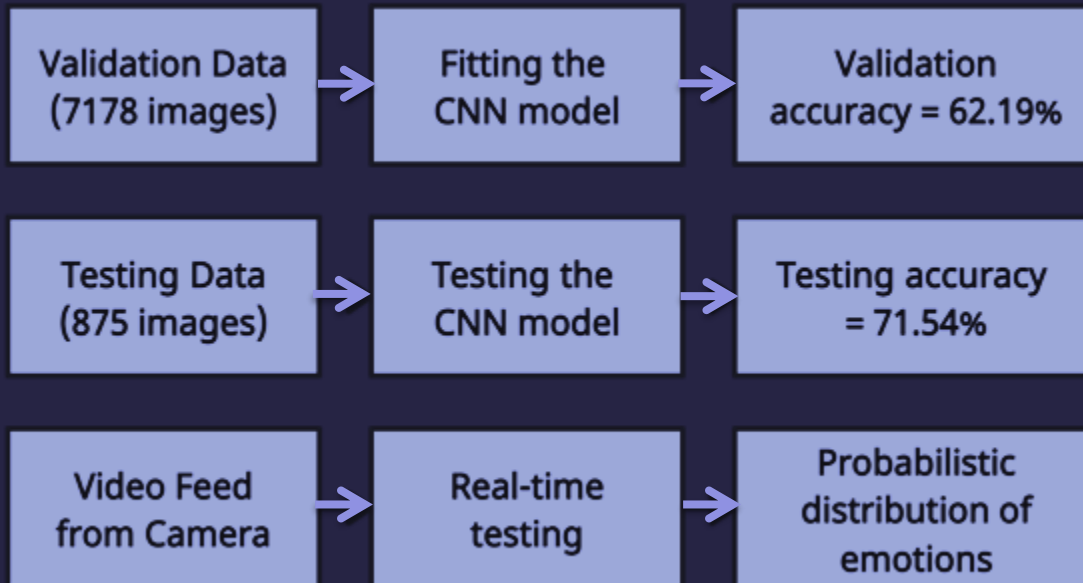 Validation Data
(7178 images)
Fitting the
CNN model
Validation
accuracy = 62.19%
Testing Data
(875 images)
Testing the
CNN model
Testing accuracy
= 71.54%
Video Feed
from Camera
Real-time
testing
Probabilistic
distribution of
emotions